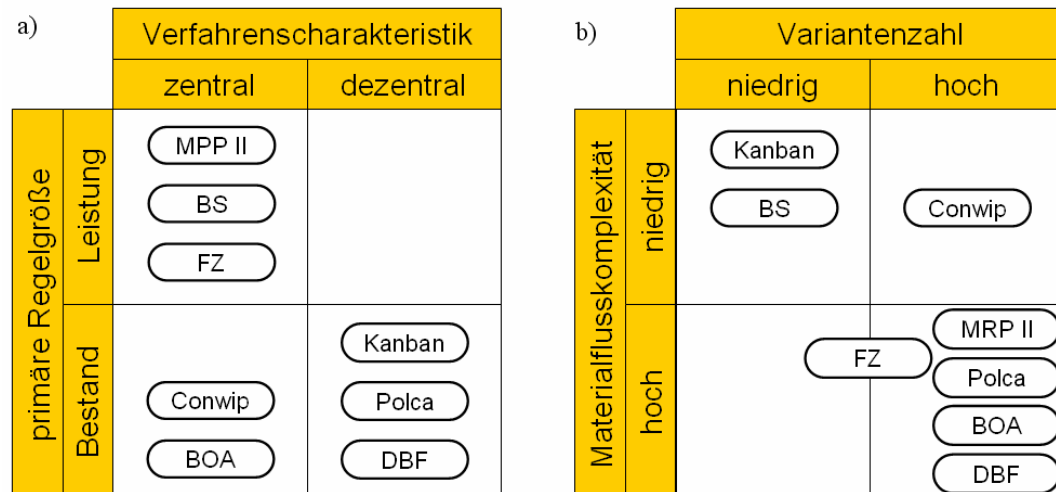 a)
Verfahrenscharakteristik
zentral
dezentral
primäre Regelgröße
Leistung
MPP II
BS
FZ
Bestand
Conwip
BOA
Kanban
Polca
DBF
b)
Variantenzahl
niedrig
hoch
Materialflusskomplexität
niedrig
Kanban
BS
Conwip
hoch
FZ
MRP II
Polca
BOA
DBF